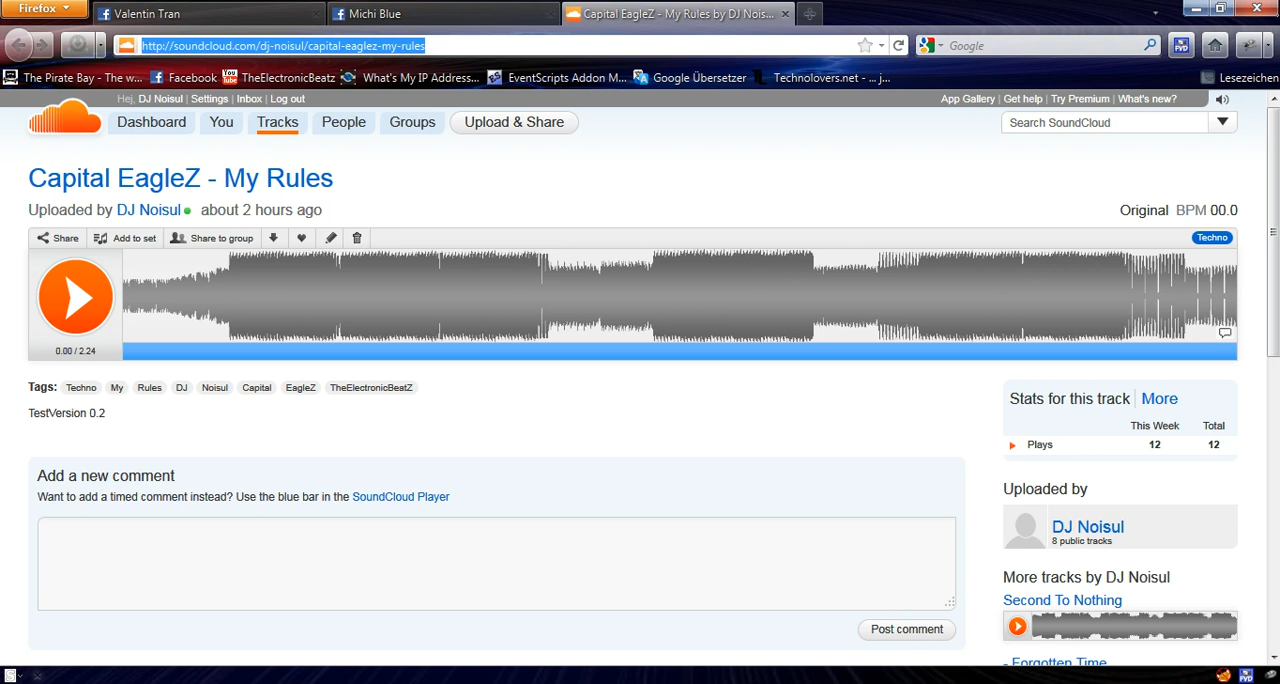 Firefox
Valentin Tran
Michi Blue
Capital EagleZ - My Rules by DJ Nois...
http://soundcloud.com/dj-noisul/capital-eaglez-my-rules
Google
The Pirate Bay - The w...
Facebook
You Tube
TheElectronicBeatz
What's My IP Address...
EventScripts Addon M...
Google Übersetzer
Technolovers.net - ... j...
Lesezeichen
Hej, DJ Noisul | Settings | Inbox | Log out
App Gallery | Get help | Try Premium | What's new?
Dashboard
You
Tracks
People
Groups
Upload & Share
Search SoundCloud
Capital EagleZ - My Rules
Uploaded by DJ Noisul about 2 hours ago
Original BPM 00.0
Share
Add to set
Share to group
Techno
0.00 / 2.24
Tags: Techno My Rules DJ Noisul Capital EagleZ TheElectronicBeatZ
TestVersion 0.2
Stats for this track | More
This Week Total
Plays 12 12
Add a new comment
Want to add a timed comment instead? Use the blue bar in the SoundCloud Player
Post comment
Uploaded by
DJ Noisul
8 public tracks
More tracks by DJ Noisul
Second To Nothing
- Forgotten Time